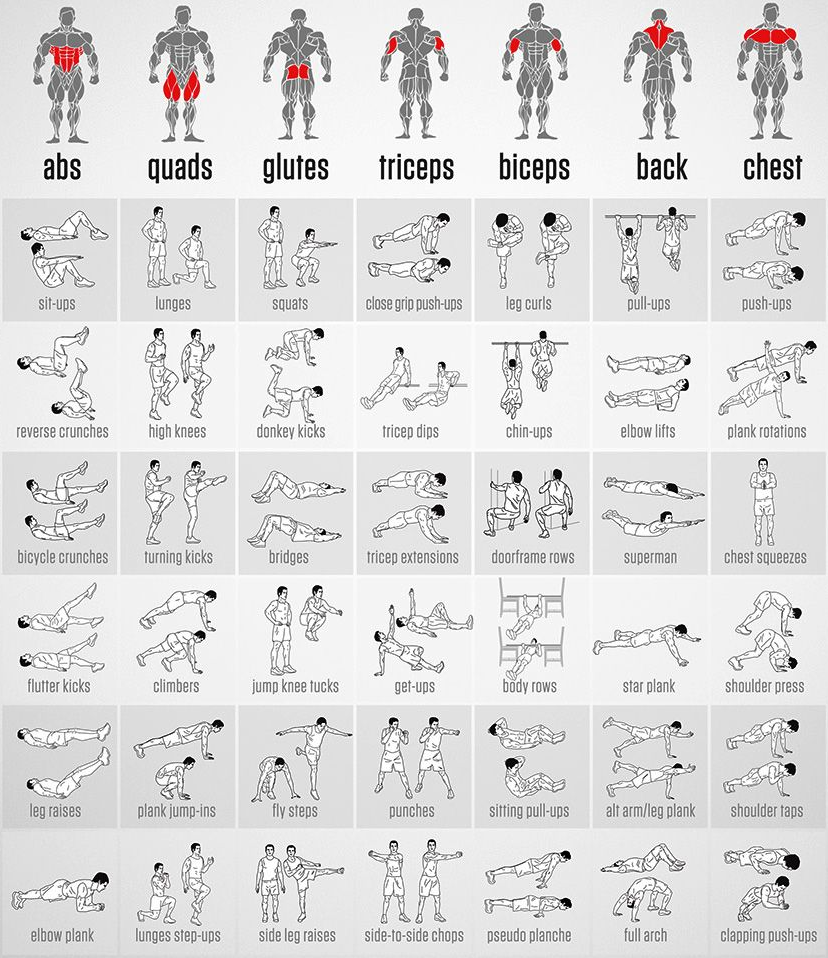 abs quads glutes triceps biceps back chest
sit-ups lunges squats close grip push-ups leg curls pull-ups push-ups
reverse crunches high knees donkey kicks tricep dips chin-ups elbow lifts plank rotations
bicycle crunches turning kicks bridges tricep extensions doorframe rows superman chest squeezes
flutter kicks climbers jump knee tucks get-ups body rows star plank shoulder press
leg raises plank jump-ins fly steps punches sitting pull-ups alt arm/leg plank shoulder taps
elbow plank lunges step-ups side leg raises side-to-side chops pseudo planche full arch clapping push-ups